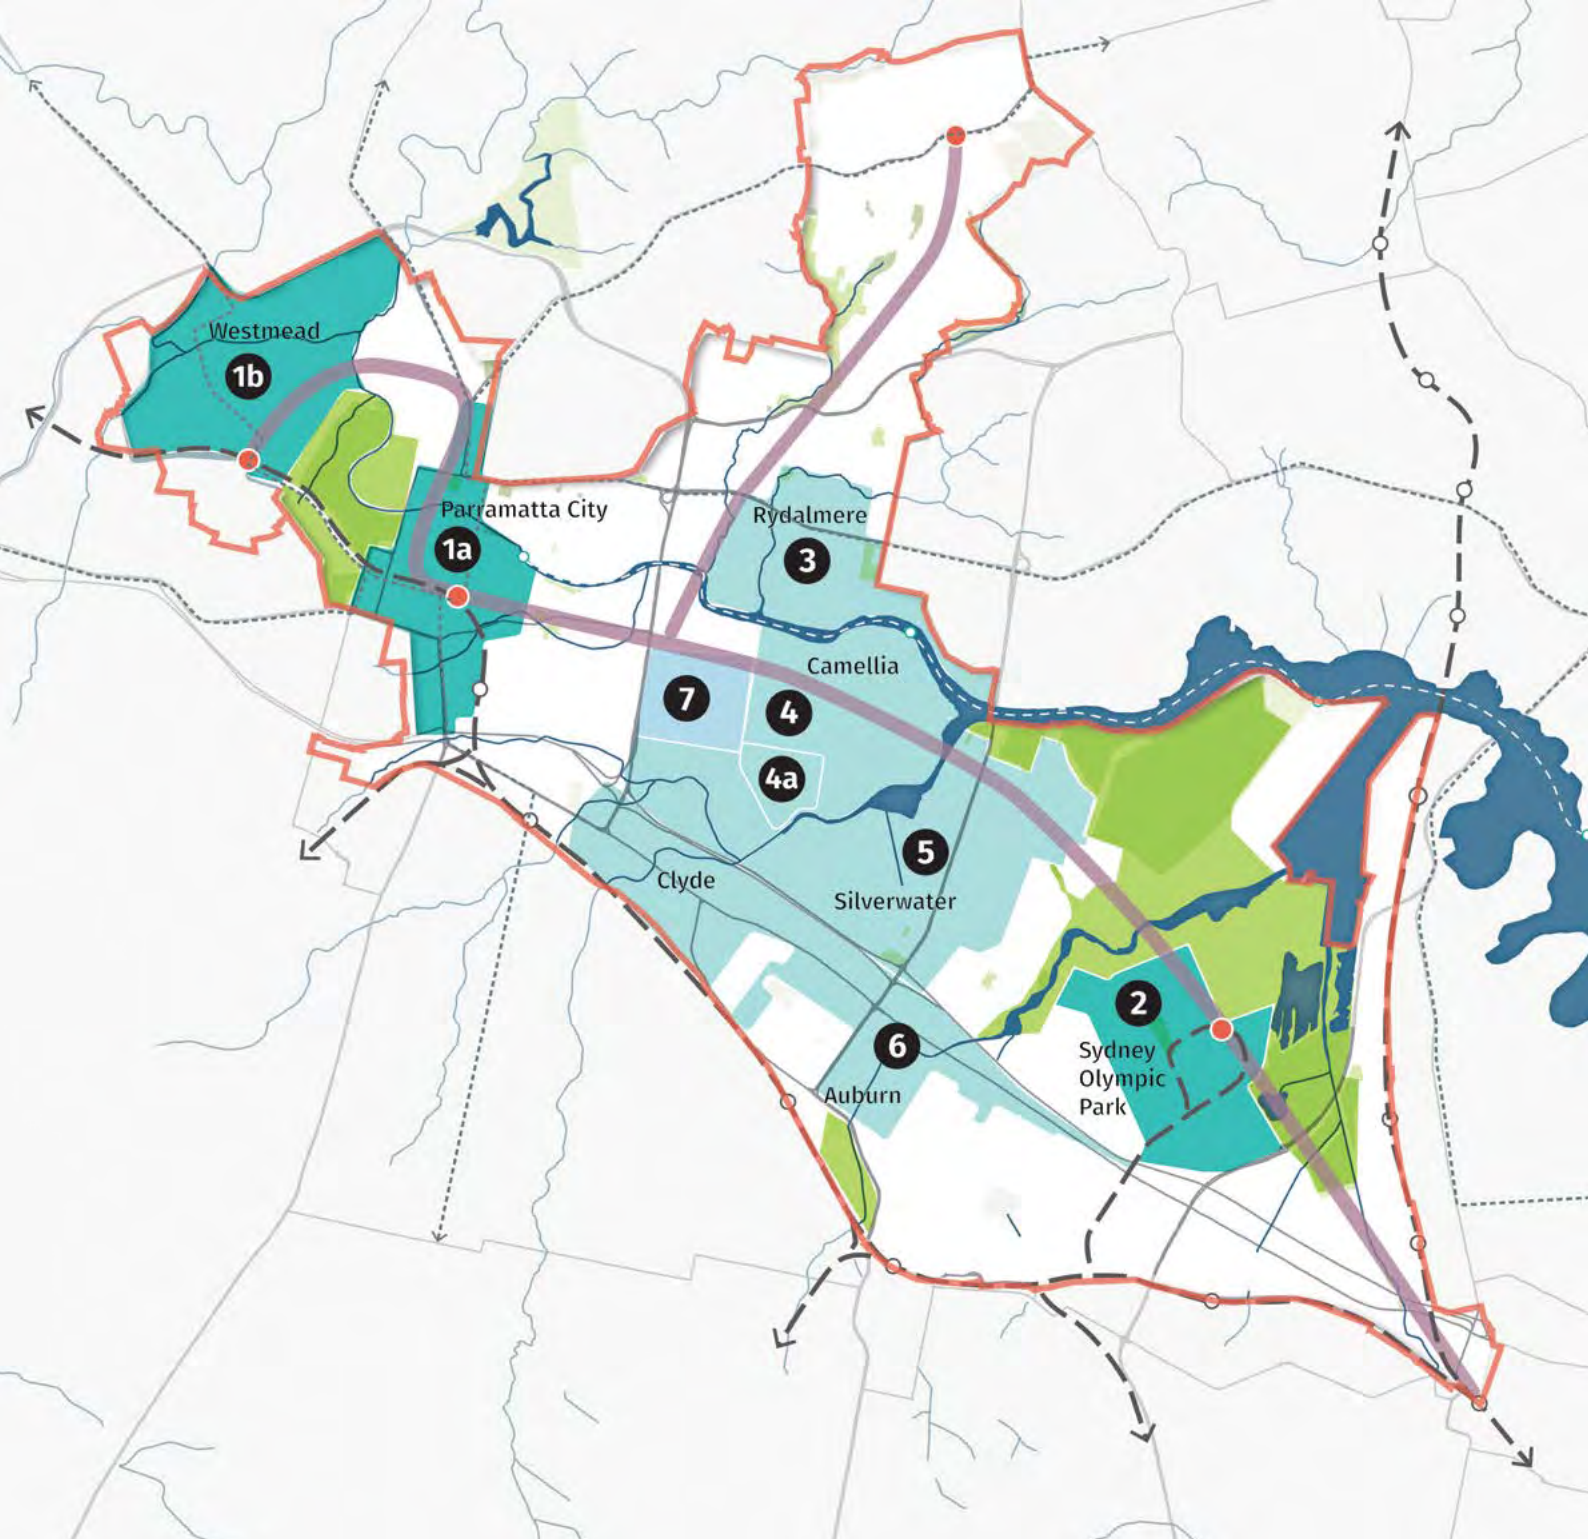 Westmead
1b
Parramatta City
1a
Rydalmere
3
Camellia
7
4
4a
5
Clyde
Silverwater
2
6
Sydney
Olympic
Park
Auburn